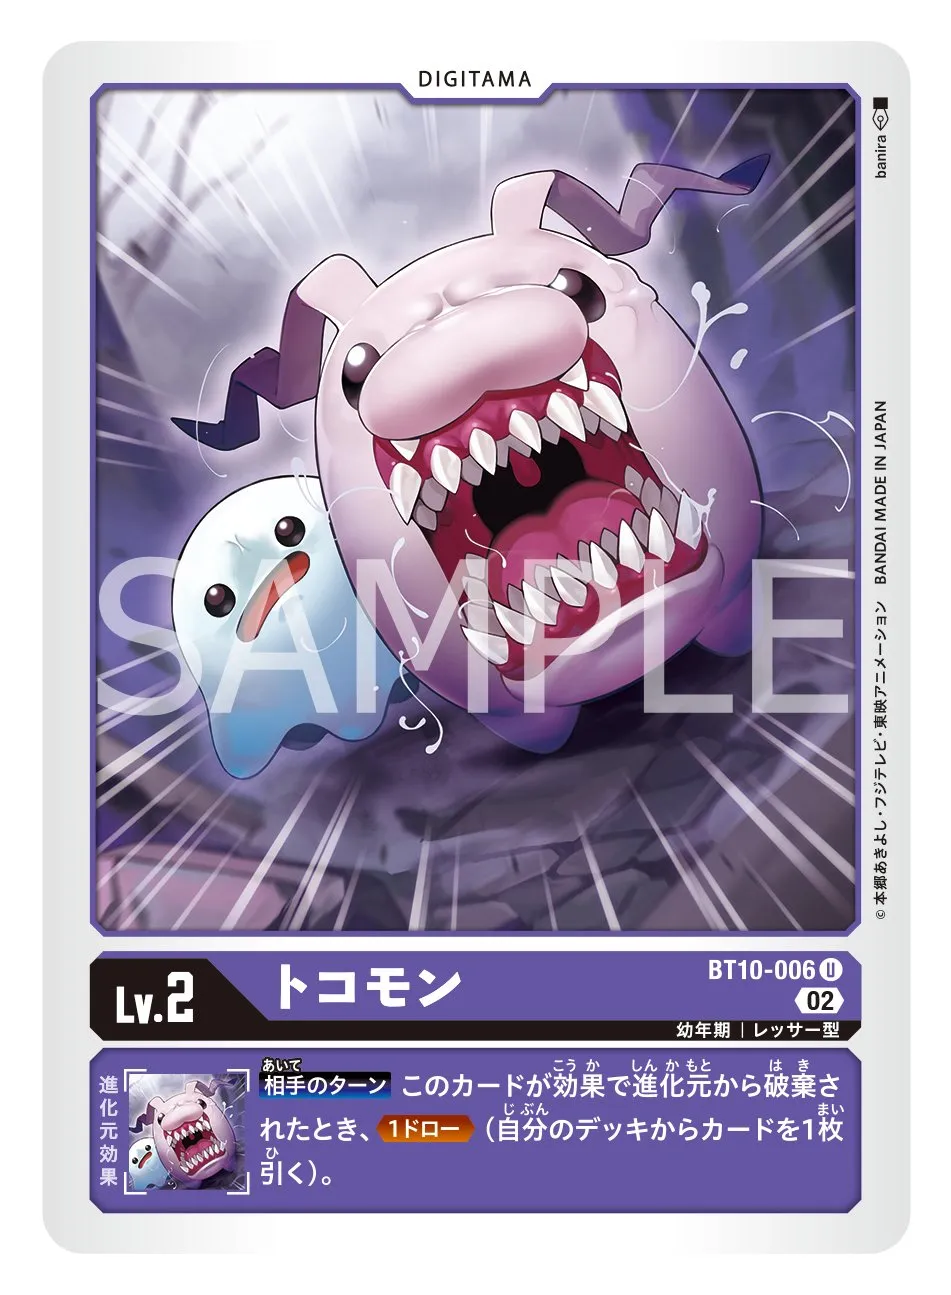 DIGITAMA
banira
© 本郷あきよし・フジテレビ・東映アニメーション BANDAI MADE IN JAPAN
SAMPLE
Lv.2
トコモン
BT10-006 U
02
幼年期 | レッサー型
進化元効果
相手のターン このカードが効果で進化元から破棄さ
れたとき、1ドロー（自分のデッキからカードを1枚
引く）。